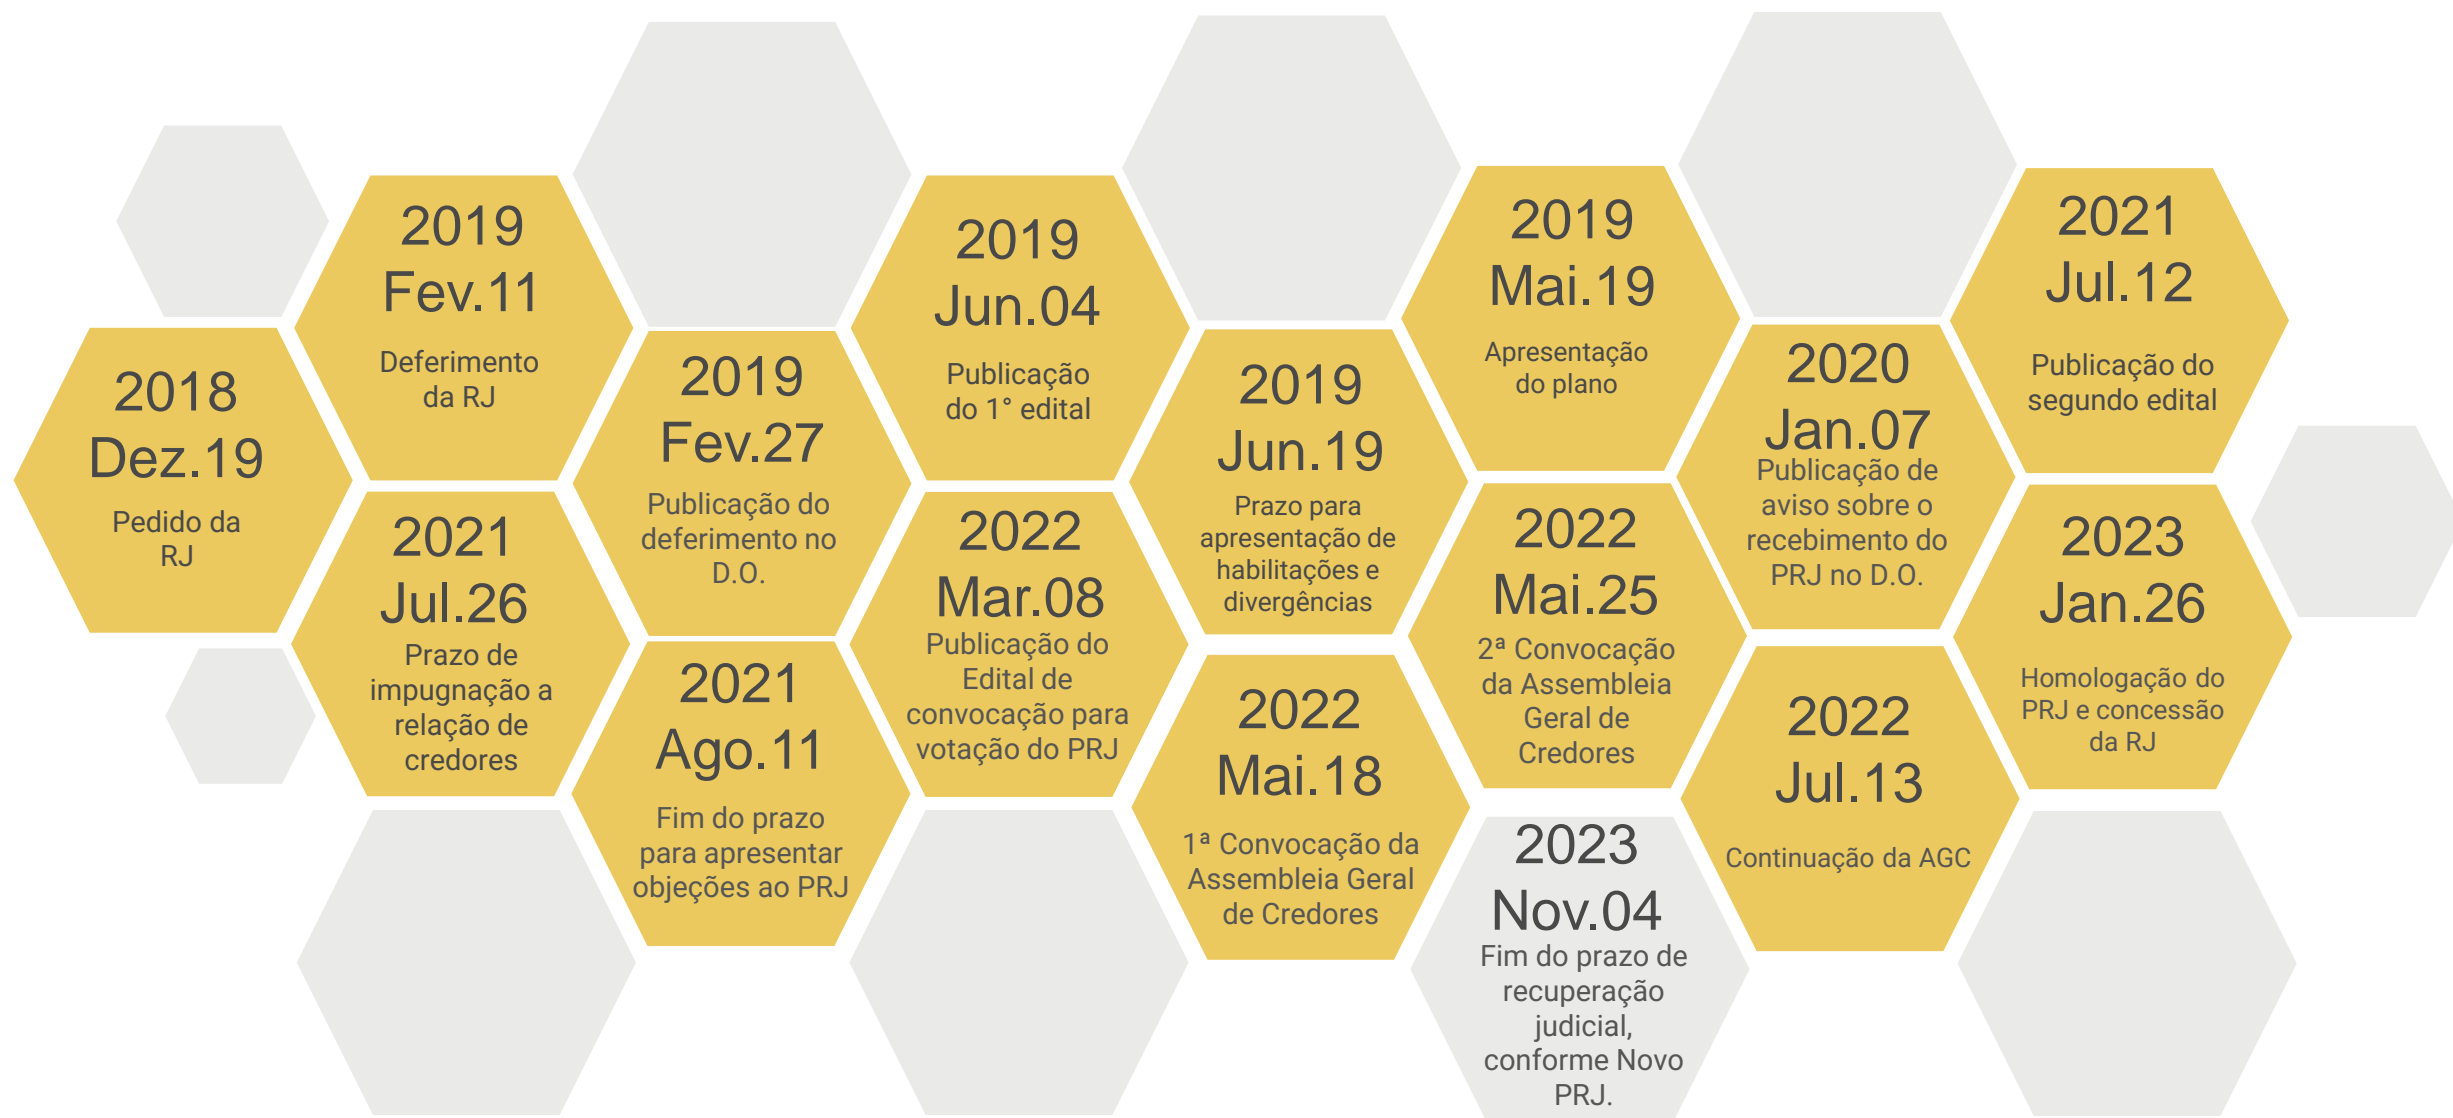 2018
Dez.19
Pedido da
RJ
2019
Fev.11
Deferimento
da RJ
2019
Fev.27
Publicação do
deferimento no
D.O.
2019
Jun.04
Publicação
do 1° edital
2019
Jun.19
Prazo para
apresentação de
habilitações e
divergências
2019
Mai.19
Apresentação
do plano
2020
Jan.07
Publicação de
aviso sobre o
recebimento do
PRJ no D.O.
2021
Jul.12
Publicação do
segundo edital
2021
Jul.26
Prazo de
impugnação a
relação de
credores
2021
Ago.11
Fim do prazo
para apresentar
objeções ao PRJ
2022
Mar.08
Publicação do
Edital de
convocação para
votação do PRJ
2022
Mai.18
1ª Convocação da
Assembleia Geral
de Credores
2022
Mai.25
2ª Convocação
da Assembleia
Geral de
Credores
2022
Jul.13
Continuação da AGC
2023
Jan.26
Homologação do
PRJ e concessão
da RJ
2023
Nov.04
Fim do prazo de
recuperação
judicial,
conforme Novo
PRJ.